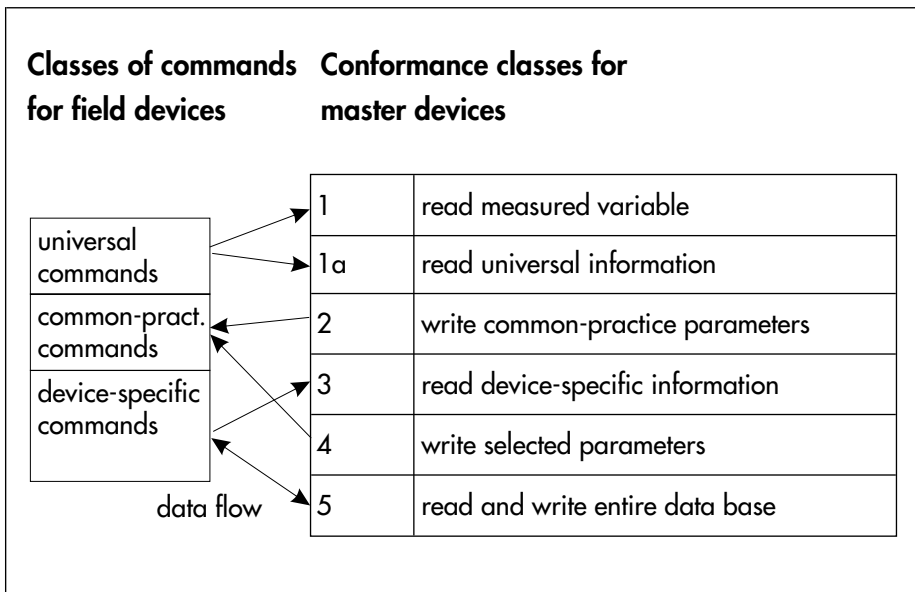 Classes of commands
for field devices
Conformance classes for
master devices
universal
commands
common-pract.
commands
device-specific
commands
data flow
1 read measured variable
1a read universal information
2 write common-practice parameters
3 read device-specific information
4 write selected parameters
5 read and write entire data base